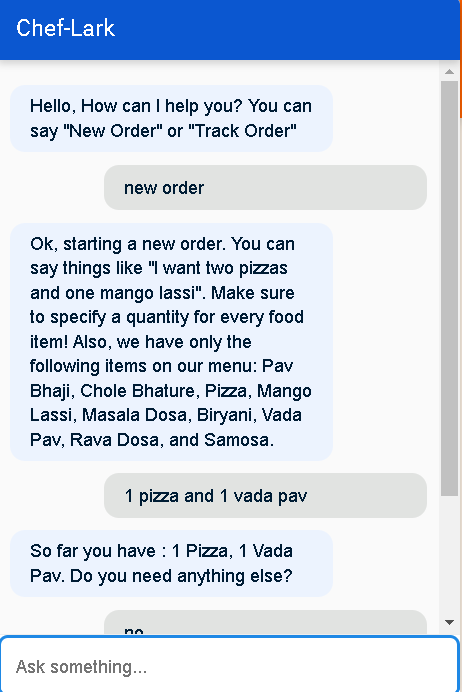 Chef-Lark
Hello, How can I help you? You can
say "New Order" or "Track Order"
new order
Ok, starting a new order. You can
say things like "I want two pizzas
and one mango lassi". Make sure
to specify a quantity for every food
item! Also, we have only the
following items on our menu: Pav
Bhaji, Chole Bhature, Pizza, Mango
Lassi, Masala Dosa, Biryani, Vada
Pav, Rava Dosa, and Samosa.
1 pizza and 1 vada pav
So far you have : 1 Pizza, 1 Vada
Pav. Do you need anything else?
no
Ask something...